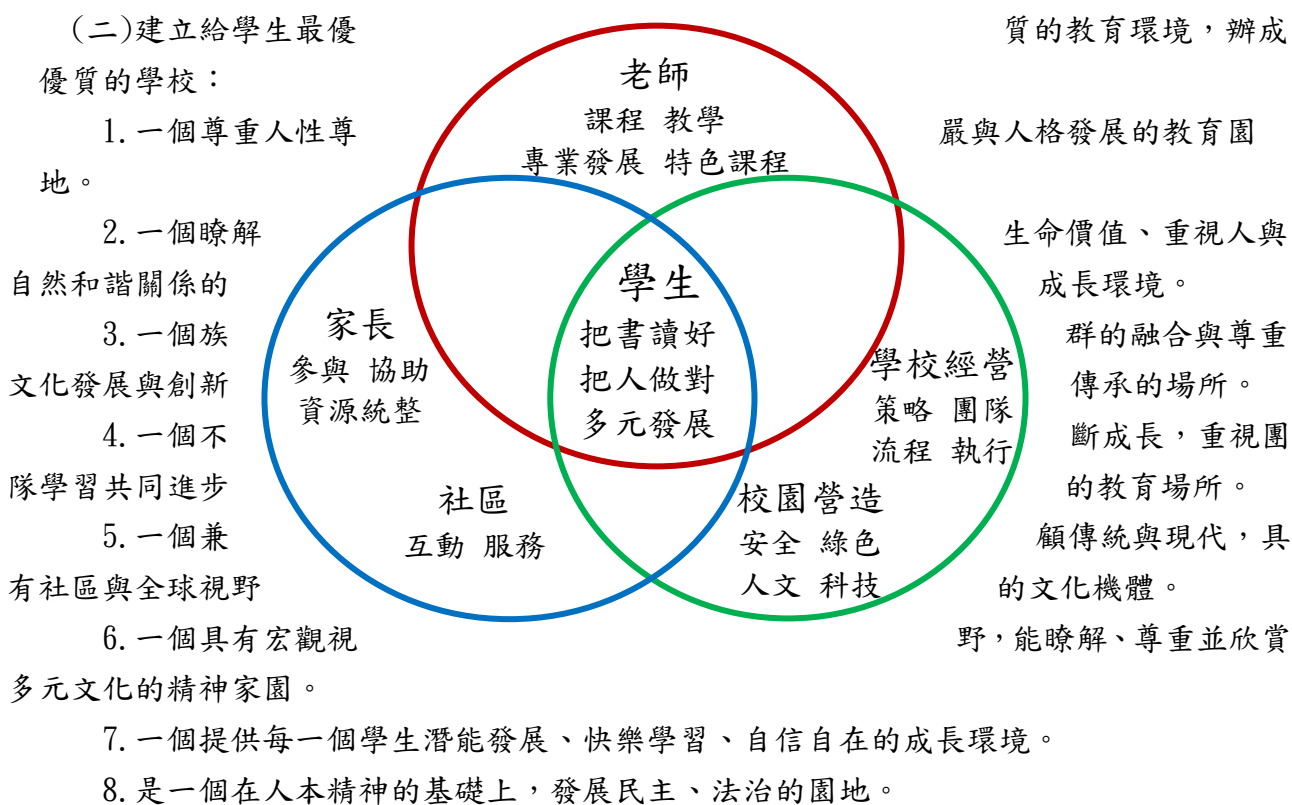 (二)建立給學生最優質的教育環境，辦成
優質的學校：
1.一個尊重人性尊嚴與人格發展的教育園
地。
2.一個瞭解生命價值、重視人與
自然和諧關係的成長環境。
3.一個族群的融合與尊重
文化發展與創新傳承的場所。
4.一個不斷成長，重視團
隊學習共同進步的教育場所。
5.一個兼顧傳統與現代，具
有社區與全球視野的文化機體。
6.一個具有宏觀視野，能瞭解、尊重並欣賞
多元文化的精神家園。
7.一個提供每一個學生潛能發展、快樂學習、自信自在的成長環境。
8.是一個在人本精神的基礎上，發展民主、法治的園地。
老師
課程 教學
專業發展 特色課程
學生
把書讀好
把人做對
多元發展
家長
參與 協助
資源統整
社區
互動 服務
學校經營
策略 團隊
流程 執行
校園營造
安全 綠色
人文 科技